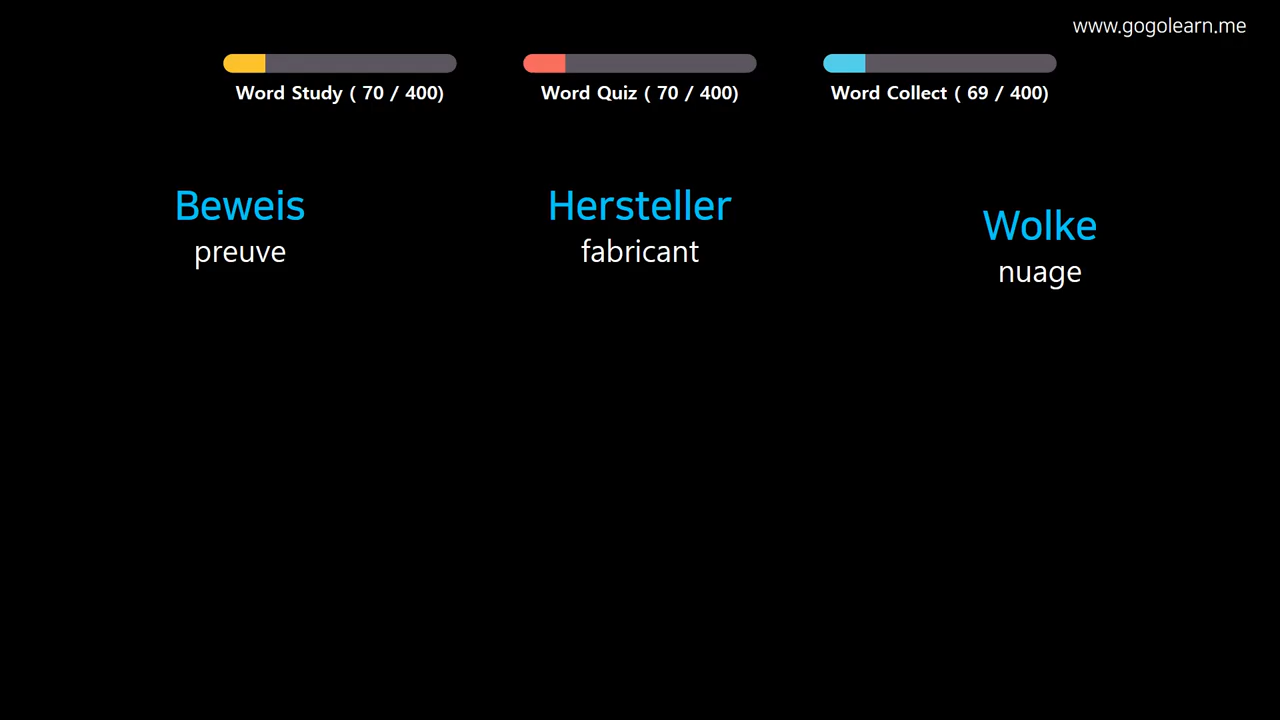 www.gogolearn.me
Word Study ( 70 / 400)
Word Quiz ( 70 / 400)
Word Collect ( 69 / 400)
Beweis
preuve
Hersteller
fabricant
Wolke
nuage